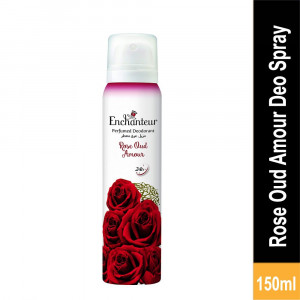 Enchanteur
Perfumed Deodorant
Rose Oud
Amour
24h
Rose Oud Amour Deo Spray
150ml